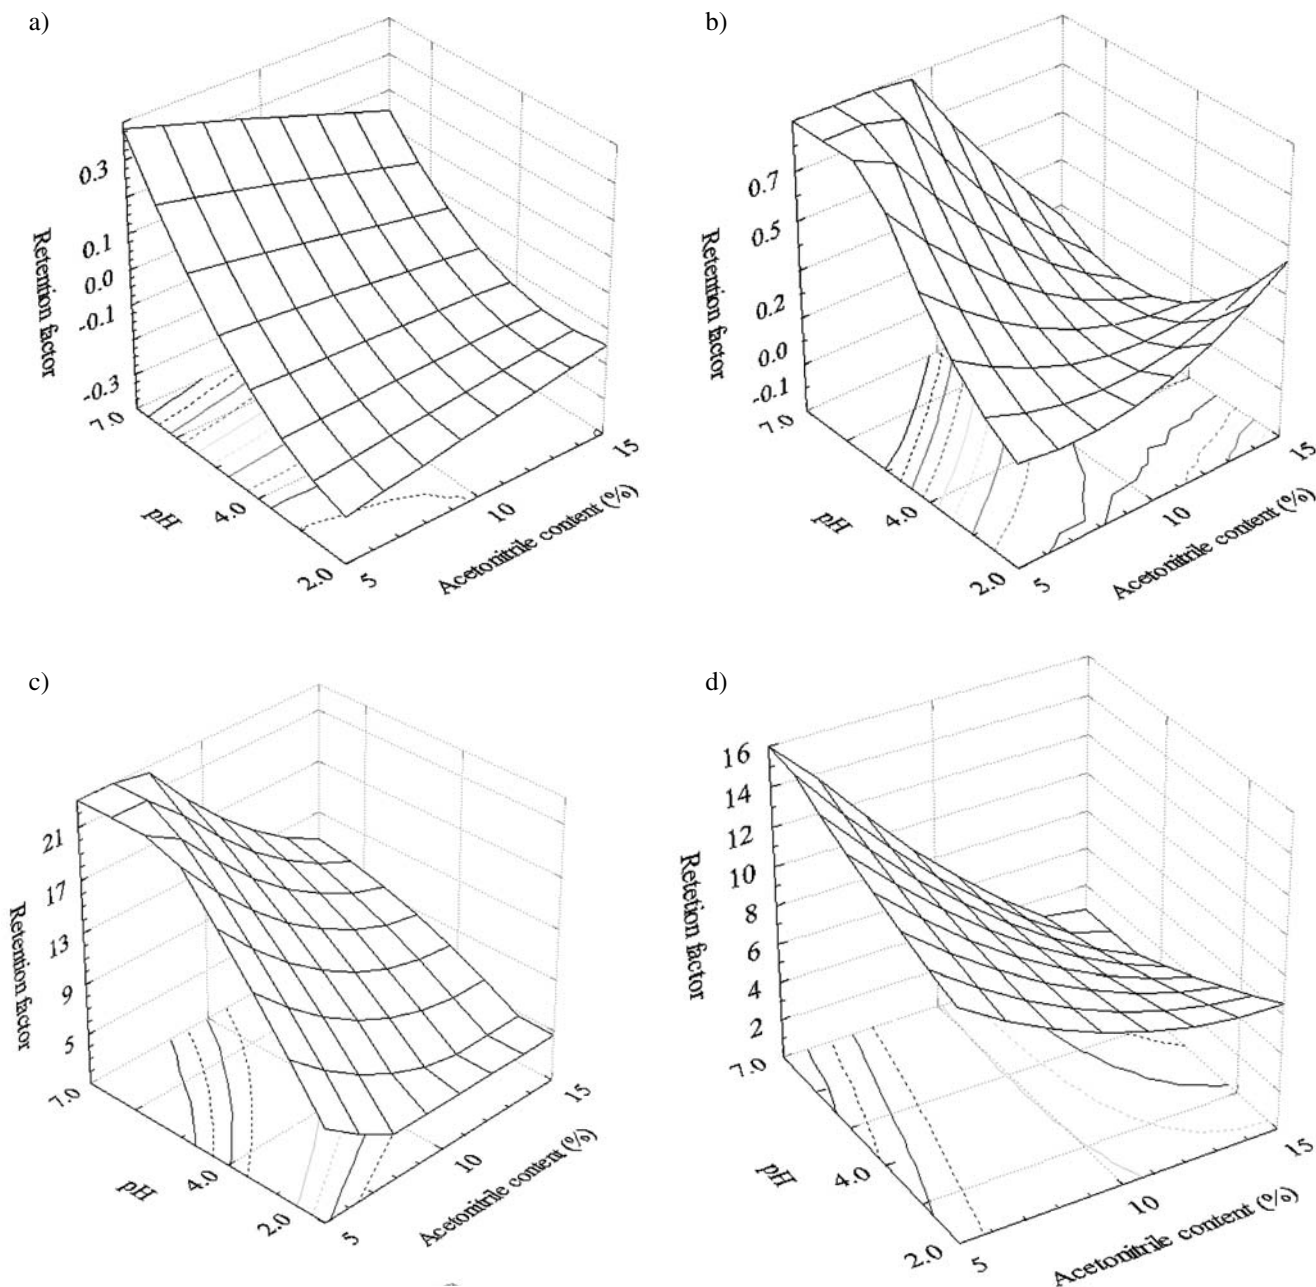 a)
0.3
0.1
0.0
-0.1
-0.3
Retention factor
7.0
4.0
2.0
pH
5
10
15
Acetonitrile content (%)
b)
0.7
0.5
0.2
0.0
-0.1
Retention factor
7.0
4.0
2.0
pH
5
10
15
Acetonitrile content (%)
c)
21
17
13
9
5
Retention factor
7.0
4.0
2.0
pH
5
10
15
Acetonitrile content (%)
d)
16
14
12
10
8
6
4
2
Retetion factor
7.0
4.0
2.0
pH
5
10
15
Acetonitrile content (%)